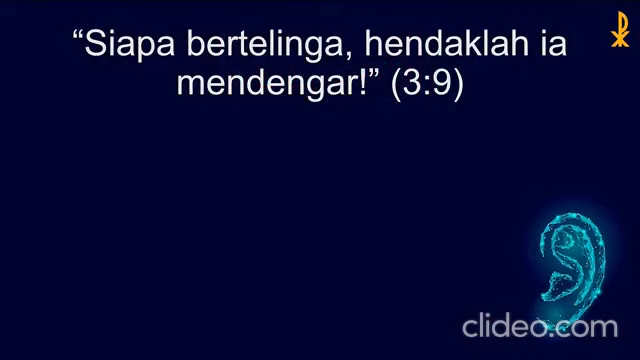 “Siapa bertelinga, hendaklah ia
mendengar!” (3:9)
clideo.com